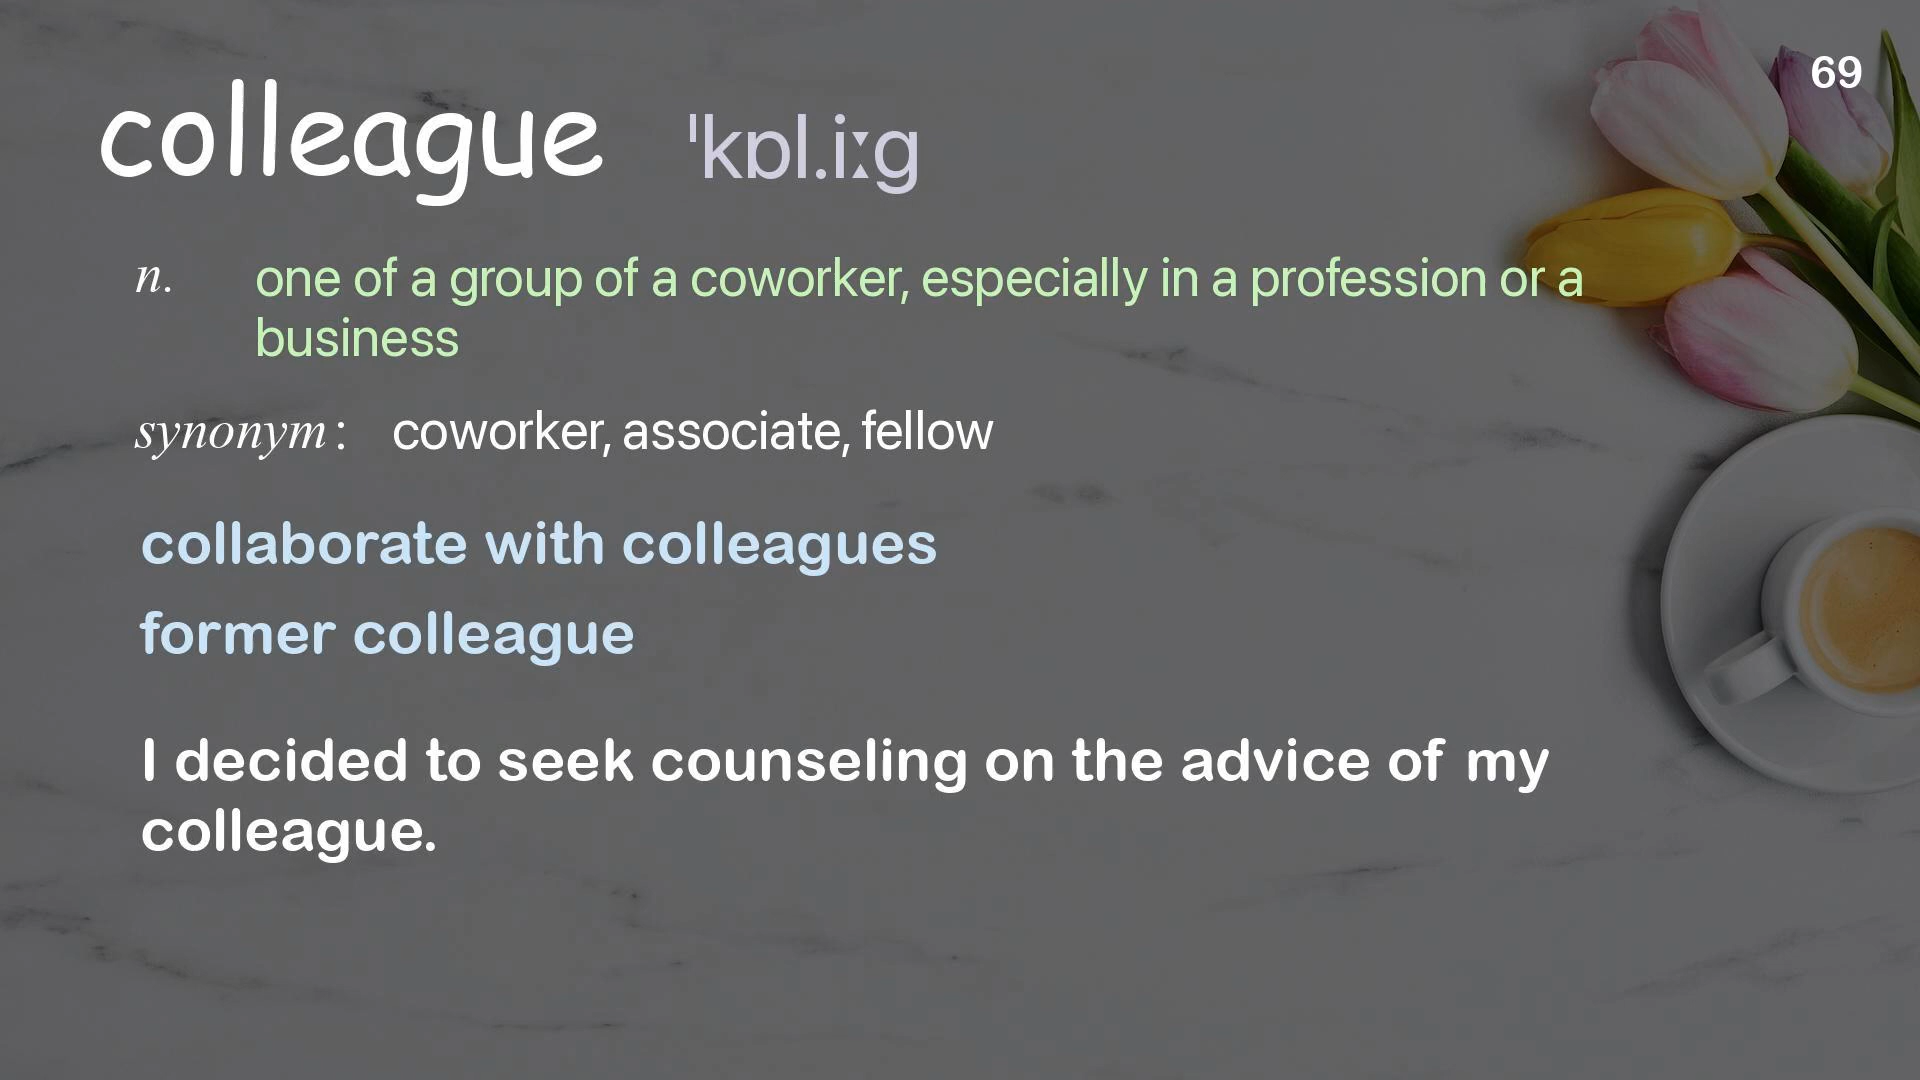 69
colleague ˈkɒl.iːg
n. one of a group of a coworker, especially in a profession or a
business
synonym: coworker, associate, fellow
collaborate with colleagues
former colleague
I decided to seek counseling on the advice of my
colleague.